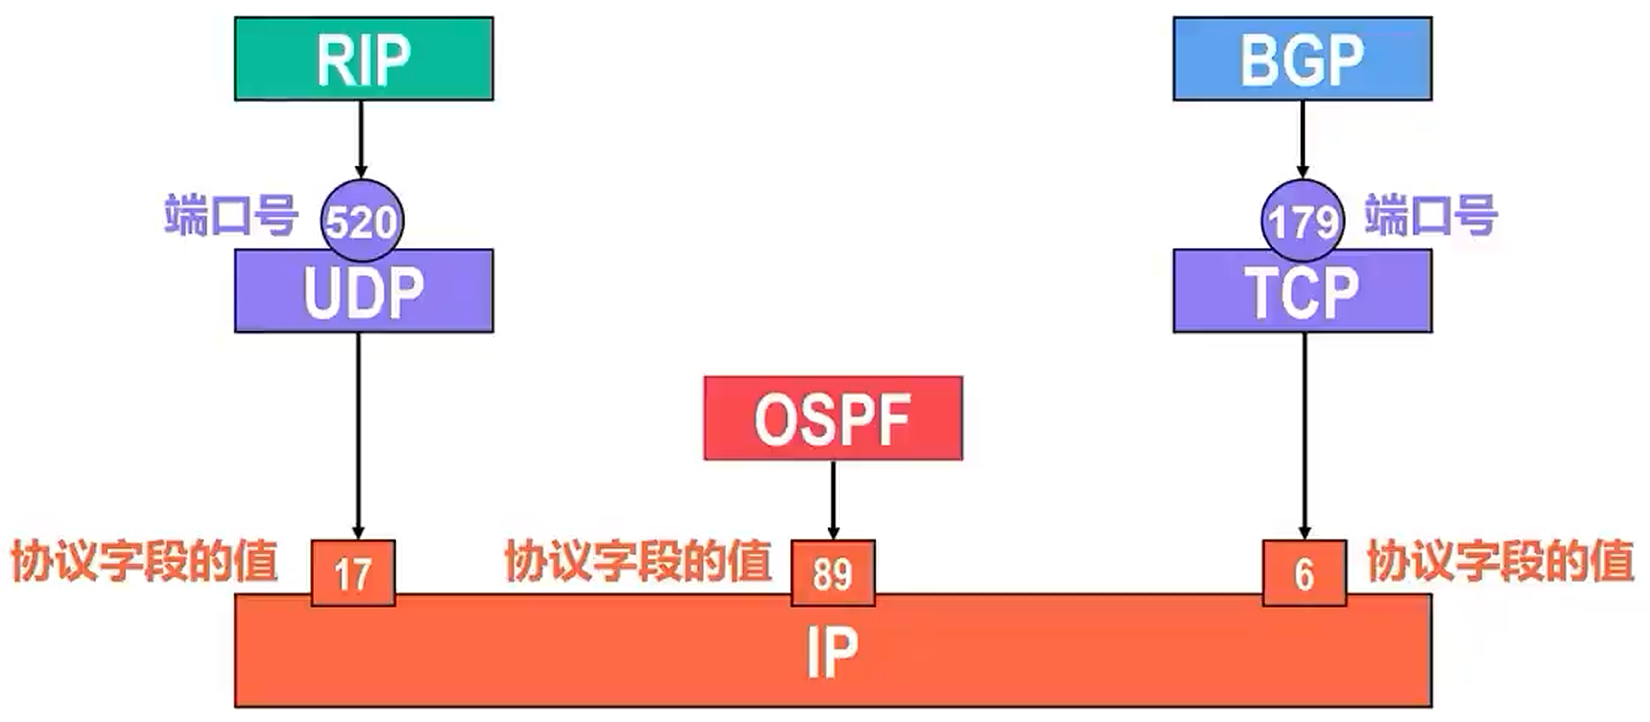 RIP
BGP
端口号 520
179 端口号
UDP
TCP
OSPF
协议字段的值 17
协议字段的值 89
6 协议字段的值
IP